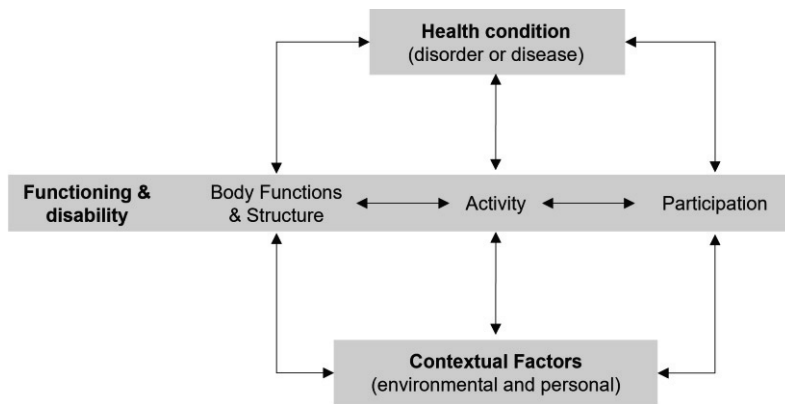 Health condition
(disorder or disease)
Functioning &
disability
Body Functions
& Structure
Activity
Participation
Contextual Factors
(environmental and personal)